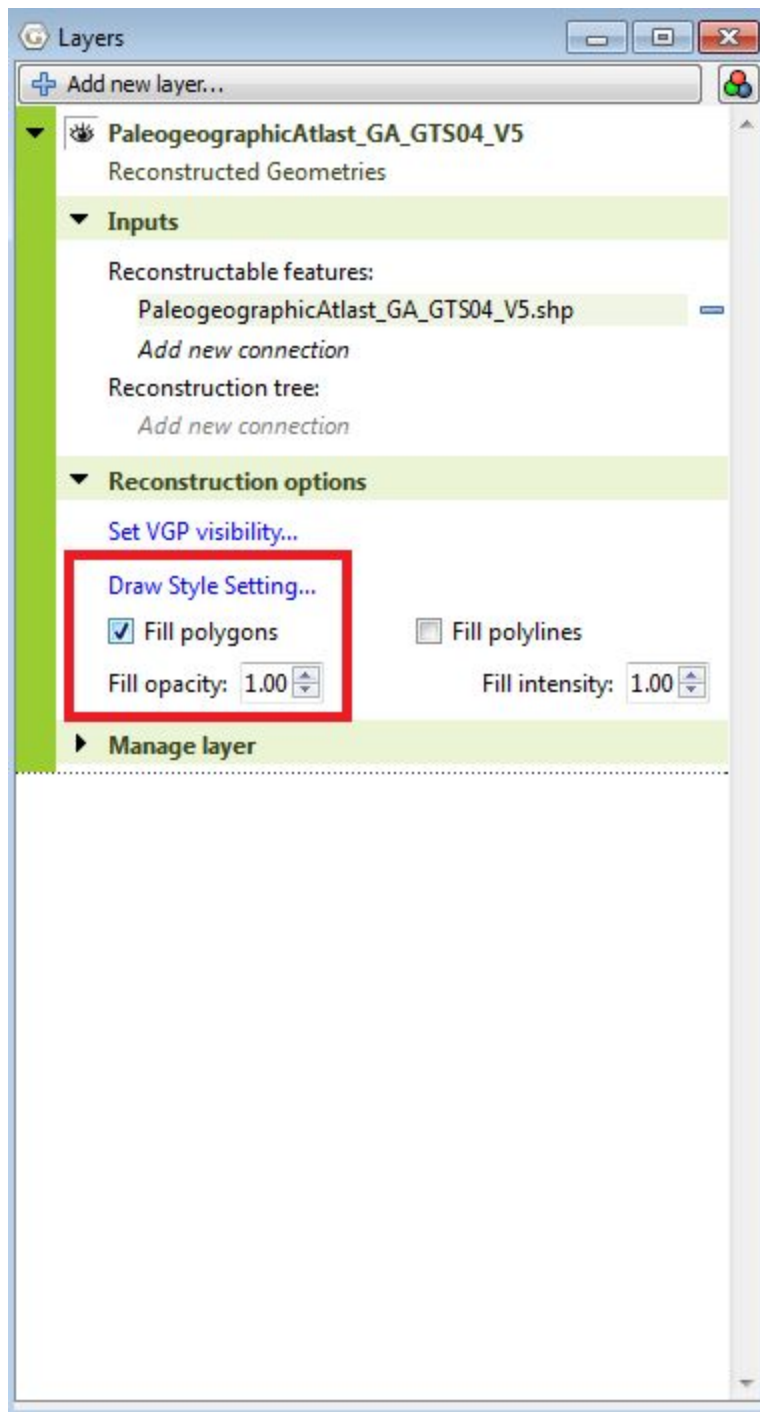 Layers
Add new layer...
PaleogeographicAtlast_GA_GTS04_V5
Reconstructed Geometries
Inputs
Reconstructable features:
PaleogeographicAtlast_GA_GTS04_V5.shp
Add new connection
Reconstruction tree:
Add new connection
Reconstruction options
Set VGP visibility...
Draw Style Setting...
Fill polygons Fill polylines
Fill opacity: 1.00 Fill intensity: 1.00
Manage layer